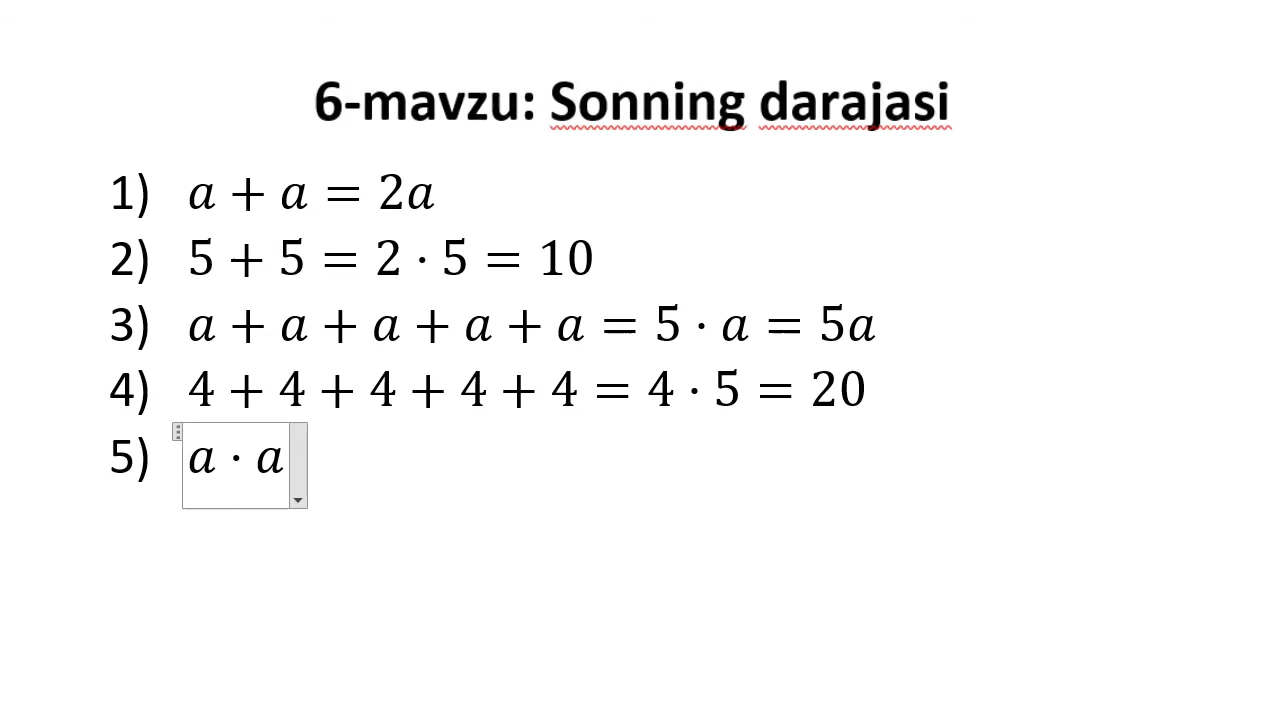 6-mavzu: Sonning darajasi
1) a + a = 2a
2) 5 + 5 = 2 · 5 = 10
3) a + a + a + a + a = 5 · a = 5a
4) 4 + 4 + 4 + 4 + 4 = 4 · 5 = 20
5) a · a